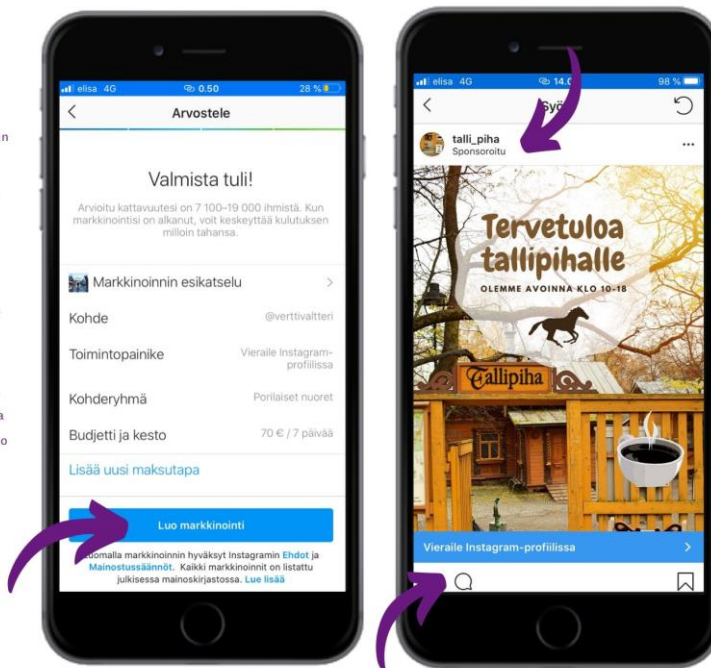 elisa 4G 0.50 28 %
Arvostele
Valmista tuli!
Arvioitu kattavuutesi on 7 100–19 000 ihmistä. Kun
markkinointisi on alkanut, voit keskeyttää kulutuksen
milloin tahansa.
Markkinoinnin esikatselu
Kohde @verttivaltteri
Toimintopainike Vieraile Instagram-
profiilissa
Kohderyhmä Porilaiset nuoret
Budjetti ja kesto 70 € / 7 päivää
Lisää uusi maksutapa
Luo markkinointi
Luomalla markkinoinnin hyväksyt Instagramin Ehdot ja
Mainostussäännöt. Kaikki markkinoinnit on listattu
julkisessa mainoskirjastossa. Lue lisää
elisa 4G 98 %
talli_piha
Sponsoroitu
Tervetuloa
tallipihalle
OLEMME AVOINNA KLO 10-18
Tallipiha
Vieraile Instagram-profiilissa